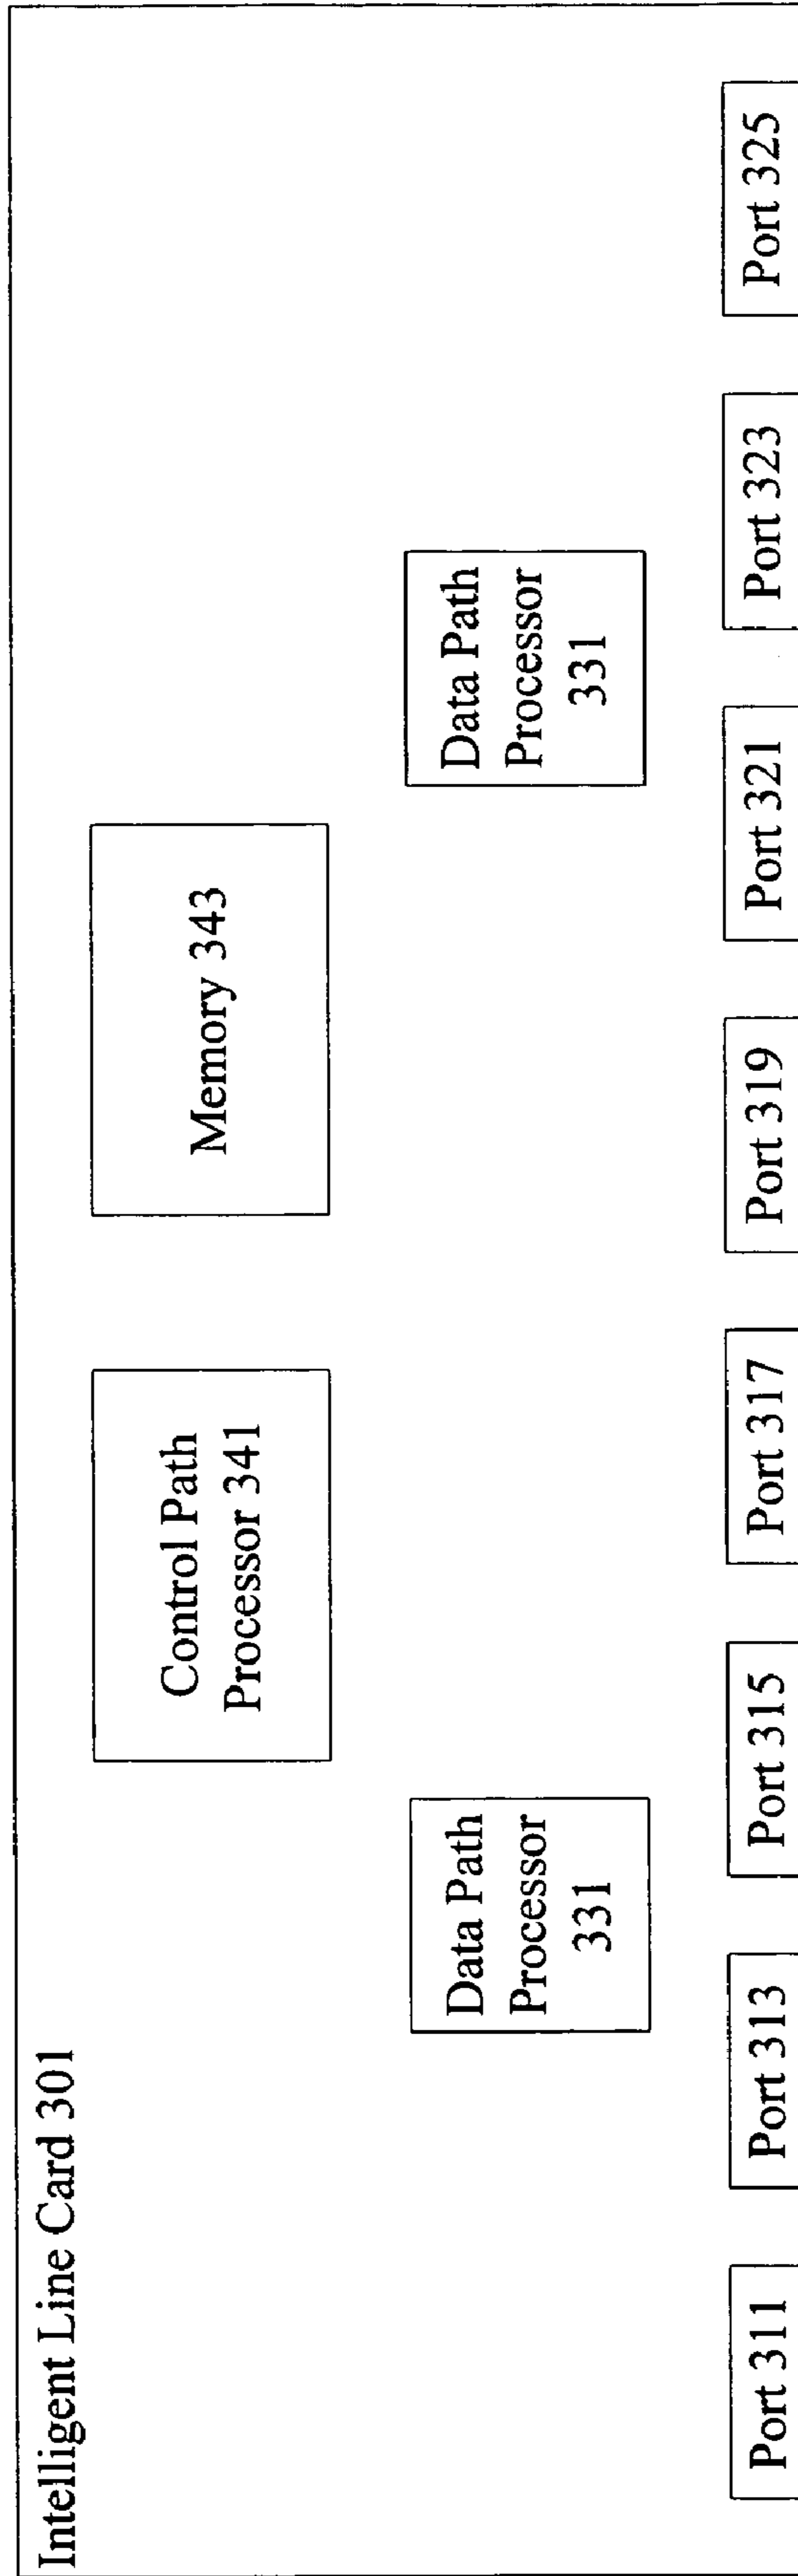 Intelligent Line Card 301
Control Path
Processor 341
Memory 343
Data Path
Processor
331
Data Path
Processor
331
Port 311
Port 313
Port 315
Port 317
Port 319
Port 321
Port 323
Port 325